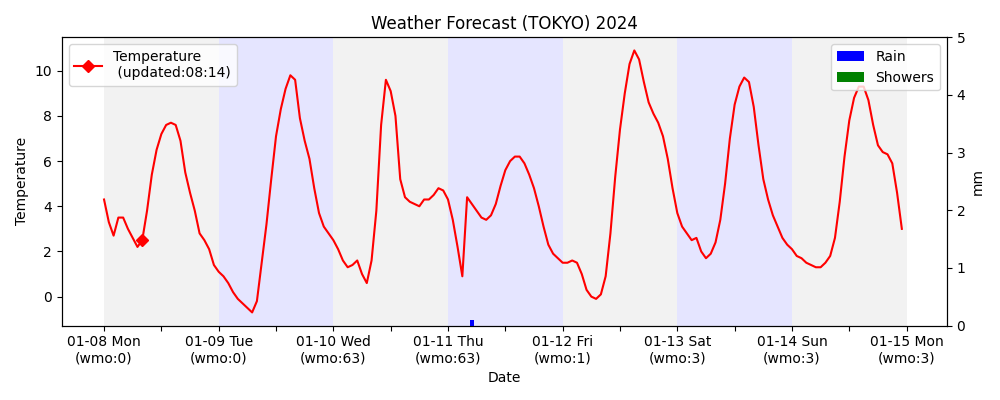 Weather Forecast (TOKYO) 2024
Temperature
(updated:08:14)
Rain
Showers
Temperature
10
8
6
4
2
0
5
4
3
2
1
0
mm
01-08 Mon
(wmo:0)
01-09 Tue
(wmo:0)
01-10 Wed
(wmo:63)
01-11 Thu
(wmo:63)
01-12 Fri
(wmo:1)
01-13 Sat
(wmo:3)
01-14 Sun
(wmo:3)
01-15 Mon
(wmo:3)
Date